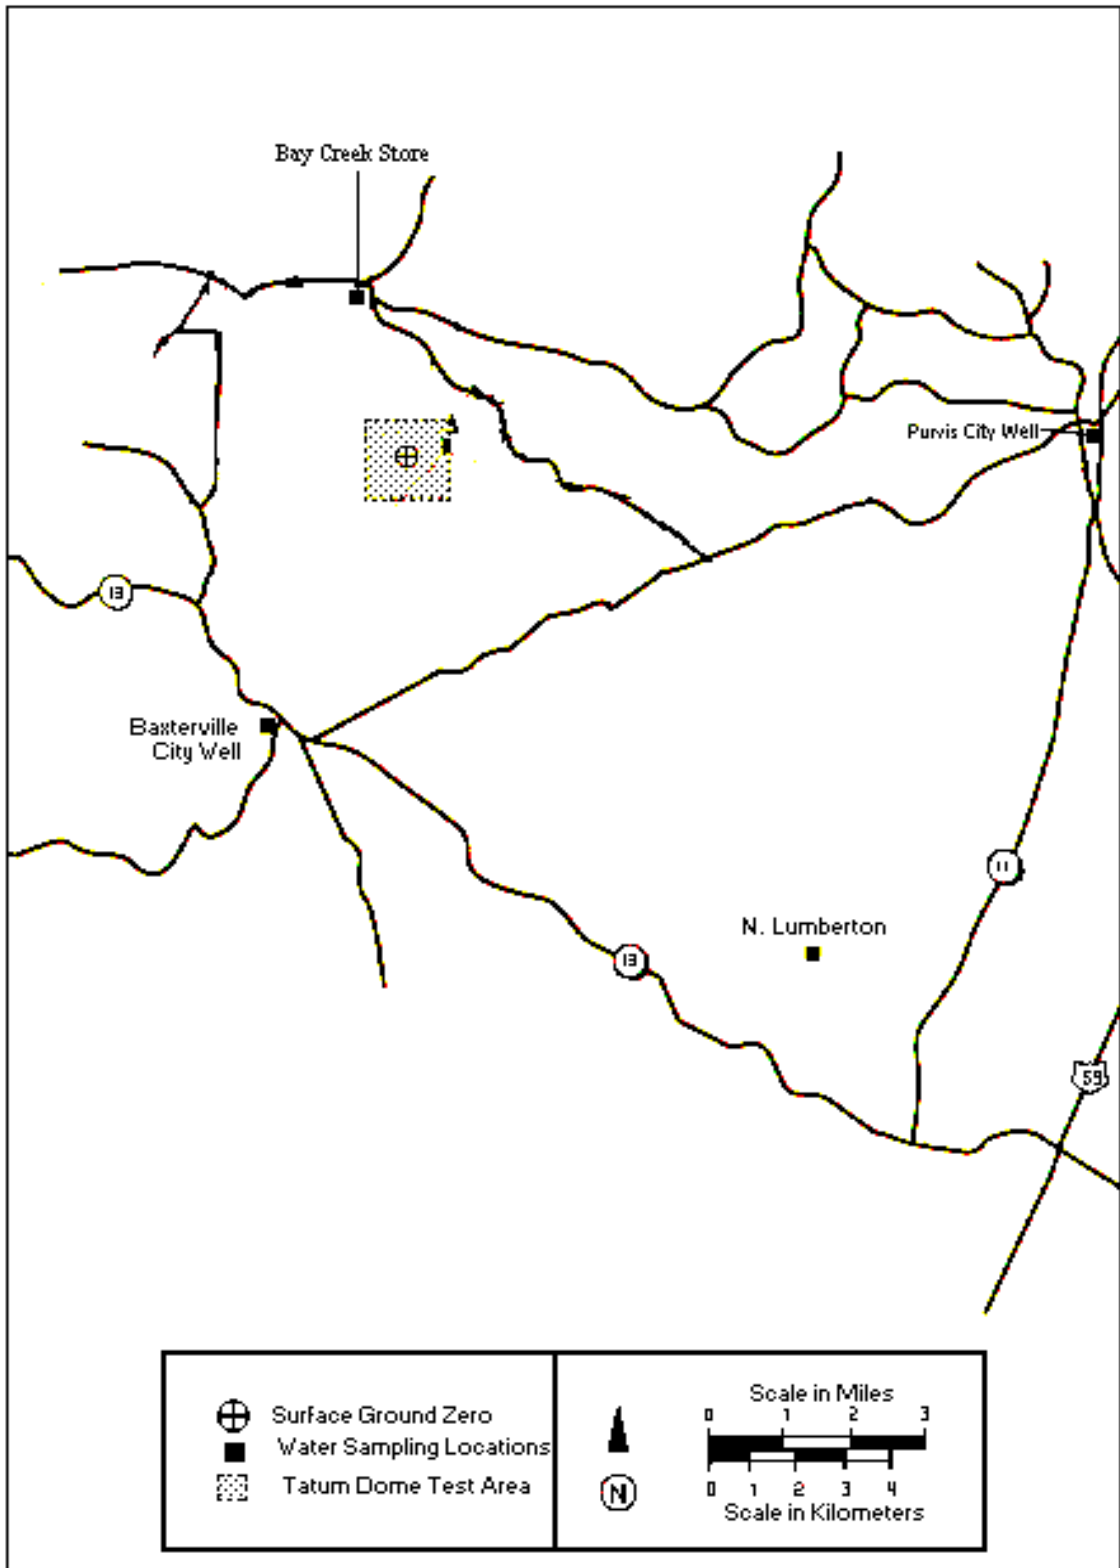 Bay Creek Store
Purvis City Well
13
Baxterville
City Well
11
N. Lumberton
13
59
Surface Ground Zero
Water Sampling Locations
Tatum Dome Test Area
N
Scale in Miles
0 1 2 3
0 1 2 3 4
Scale in Kilometers